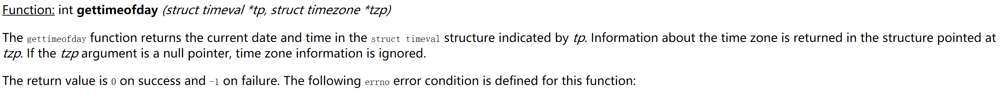 Function: int gettimeofday (struct timeval *tp, struct timezone *tzp)
The gettimeofday function returns the current date and time in the struct timeval structure indicated by tp. Information about the time zone is returned in the structure pointed at
tzp. If the tzp argument is a null pointer, time zone information is ignored.
The return value is 0 on success and -1 on failure. The following errno error condition is defined for this function: